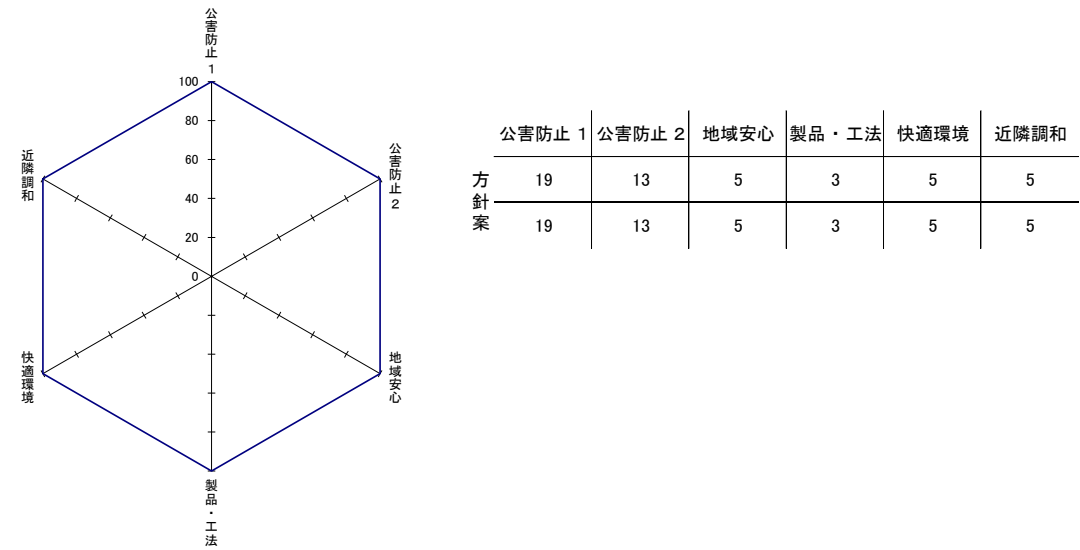 公害防止1
100
80
60
40
20
0
公害防止2
地域安心
製品・工法
快適環境
近隣調和
公害防止 1 公害防止 2 地域安心 製品・工法 快適環境 近隣調和
方針案
19 13 5 3 5 5
19 13 5 3 5 5